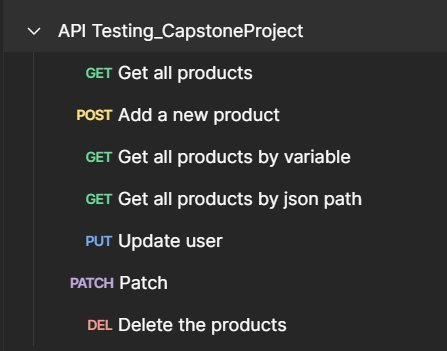 API Testing_CapstoneProject
GET Get all products
POST Add a new product
GET Get all products by variable
GET Get all products by json path
PUT Update user
PATCH Patch
DEL Delete the products